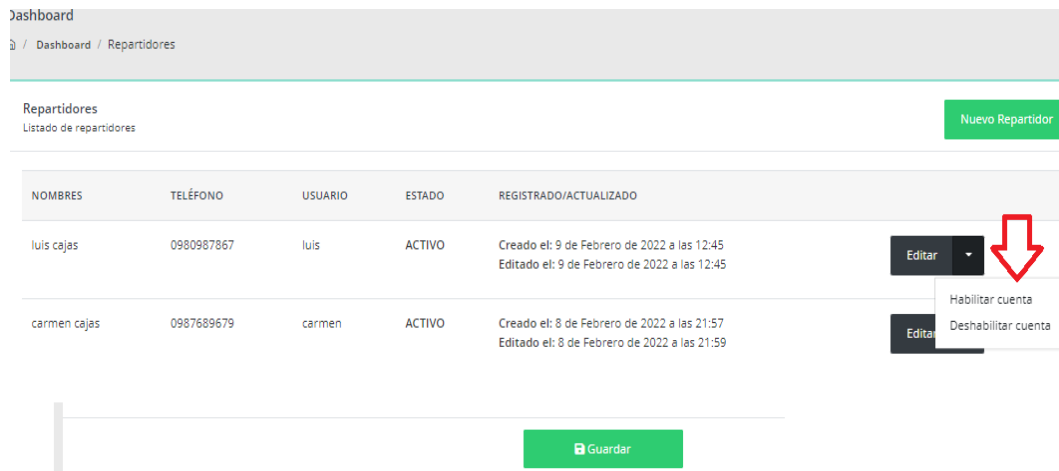 Dashboard
/ Dashboard / Repartidores
Repartidores
Listado de repartidores
Nuevo Repartidor
NOMBRES TELÉFONO USUARIO ESTADO REGISTRADO/ACTUALIZADO
luis cajas 0980987867 luis ACTIVO Creado el: 9 de Febrero de 2022 a las 12:45
Editado el: 9 de Febrero de 2022 a las 12:45
Editar
Habilitar cuenta
Deshabilitar cuenta
carmen cajas 0987689679 carmen ACTIVO Creado el: 8 de Febrero de 2022 a las 21:57
Editado el: 8 de Febrero de 2022 a las 21:59
Editar
Guardar